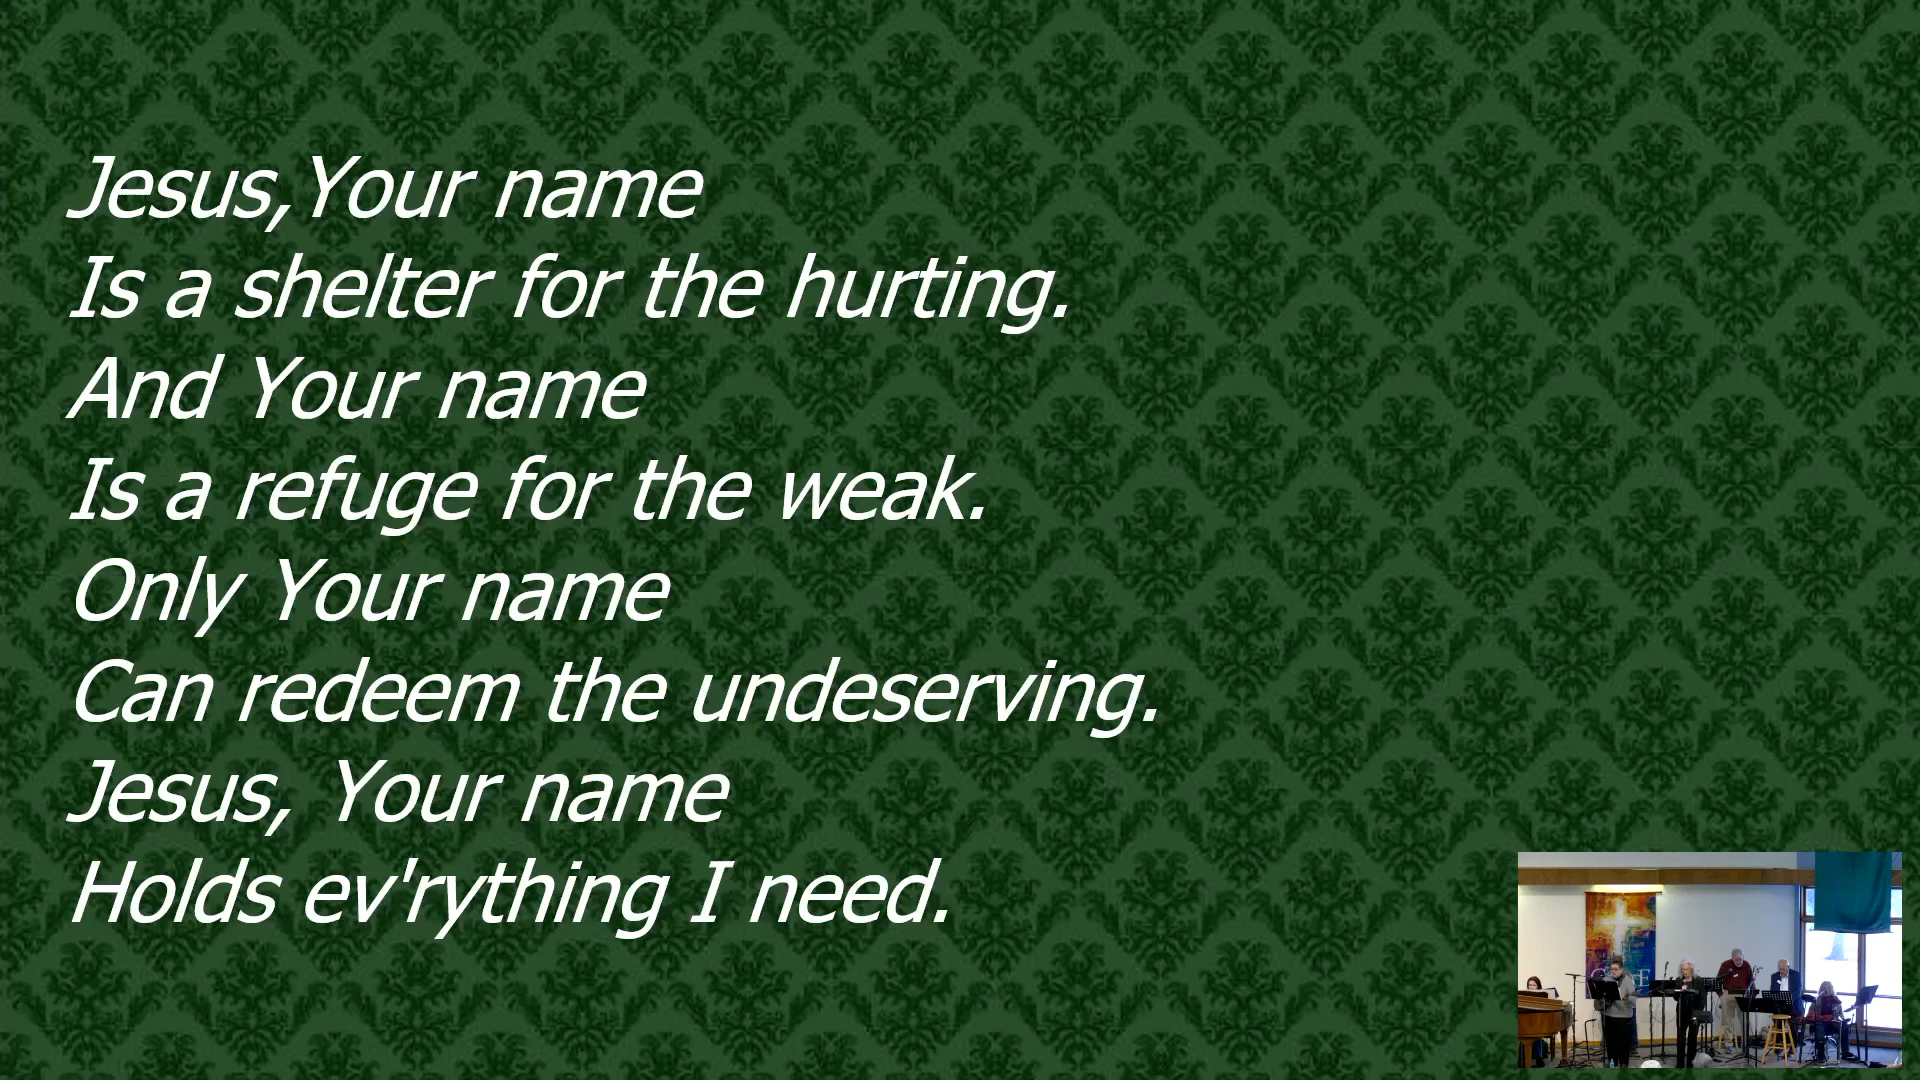 Jesus,Your name
Is a shelter for the hurting.
And Your name
Is a refuge for the weak.
Only Your name
Can redeem the undeserving.
Jesus, Your name
Holds ev'rything I need.